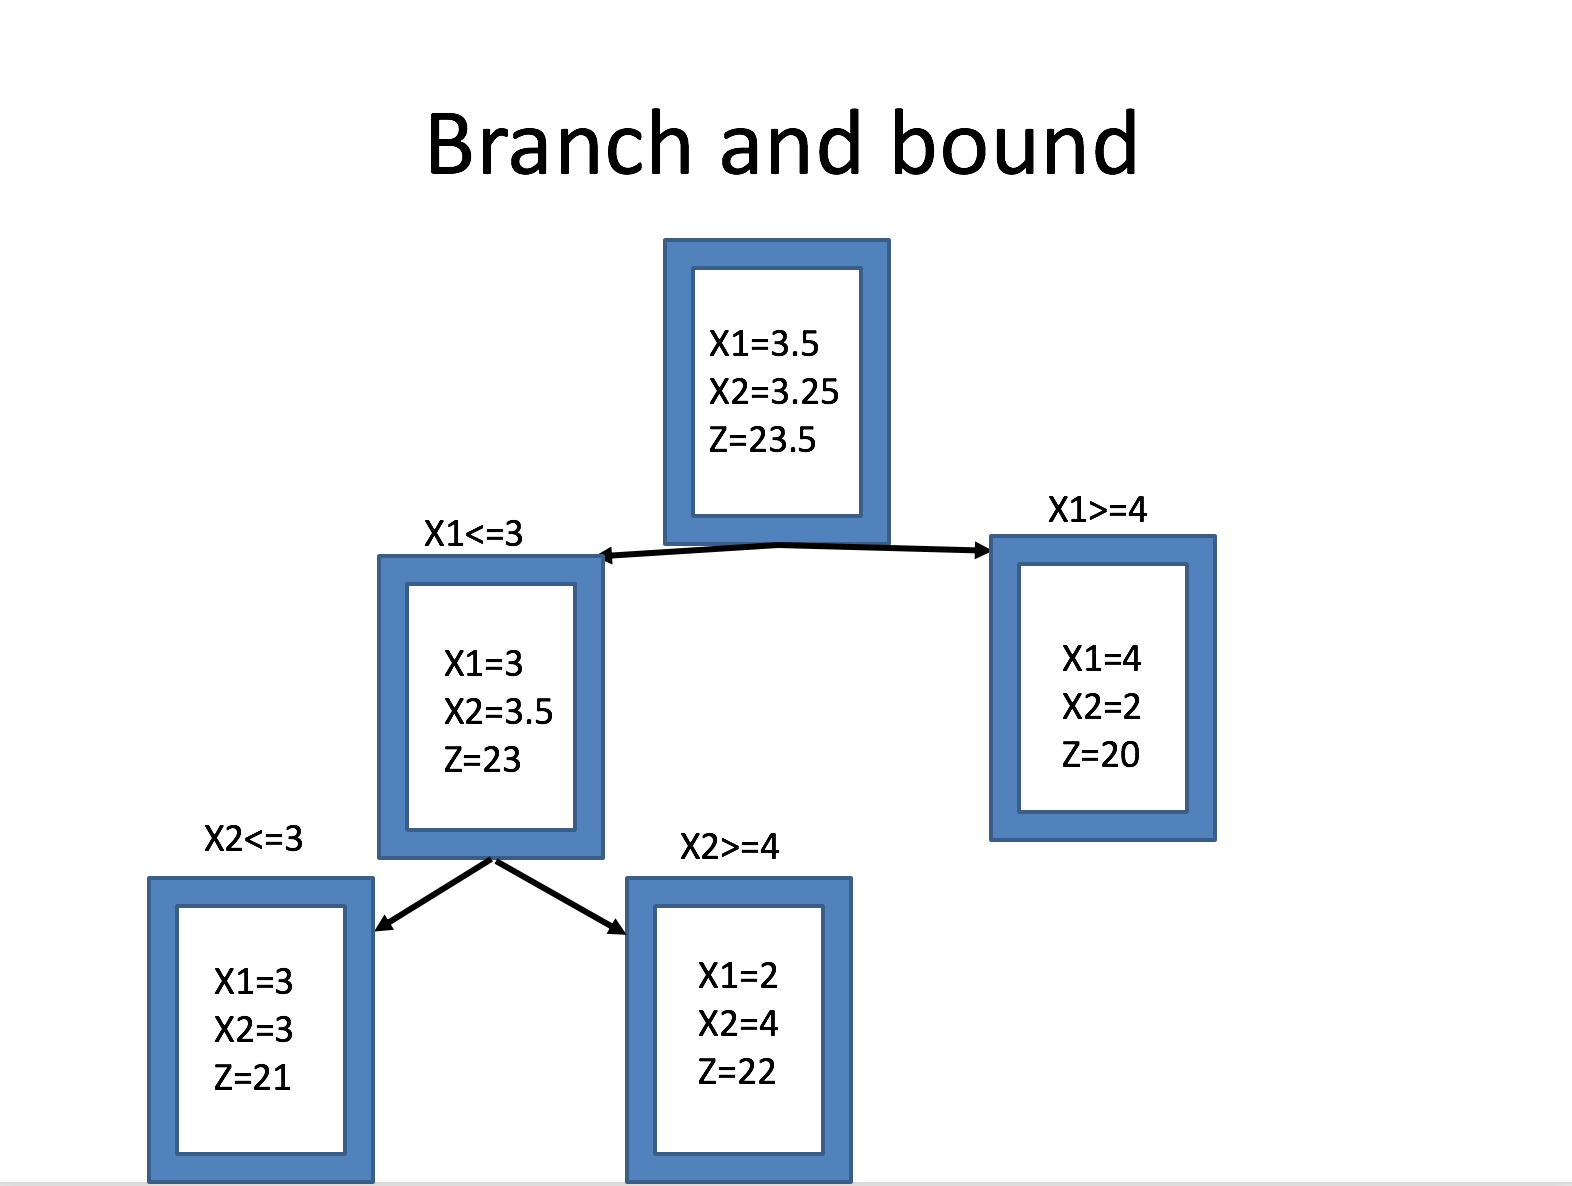 Branch and bound
X1=3.5
X2=3.25
Z=23.5
X1<=3
X1>=4
X1=3
X2=3.5
Z=23
X1=4
X2=2
Z=20
X2<=3
X2>=4
X1=3
X2=3
Z=21
X1=2
X2=4
Z=22